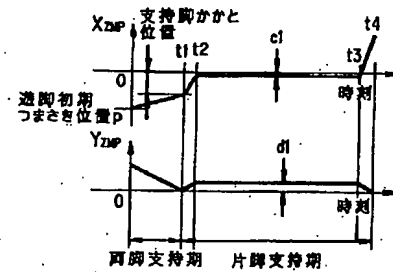 支持脚かかと
位置
XZMP
t1 t2
c1
t3
t4
0
時刻
遊脚初期
つまさき位置p
YZMP
d1
0
時刻
両脚支持期
片脚支持期